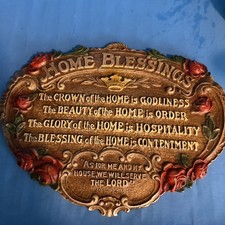 HOME BLESSING
The CROWN of the HOME is GODLINESS
The BEAUTY of the HOME is ORDER
The GLORY of the HOME is HOSPITALITY
The BLESSING of the HOME is CONTENTMENT
"AS FOR ME AND MY
HOUSE, WE WILL SERVE
THE LORD"